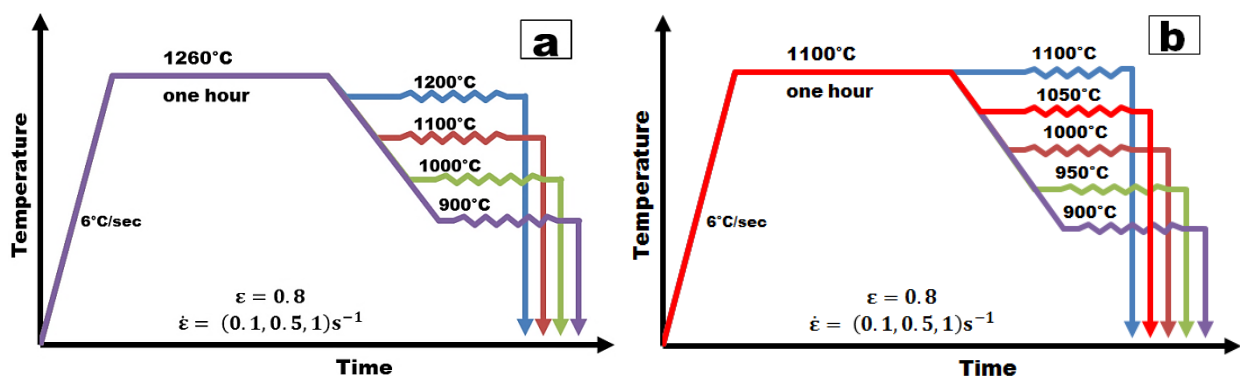 a
1260°C
one hour
1200°C
1100°C
1000°C
900°C
6°C/sec
ε = 0.8
ε̇ = (0.1, 0.5, 1)s⁻¹
Temperature
Time
b
1100°C
one hour
1100°C
1050°C
1000°C
950°C
900°C
6°C/sec
ε = 0.8
ε̇ = (0.1, 0.5, 1)s⁻¹
Temperature
Time